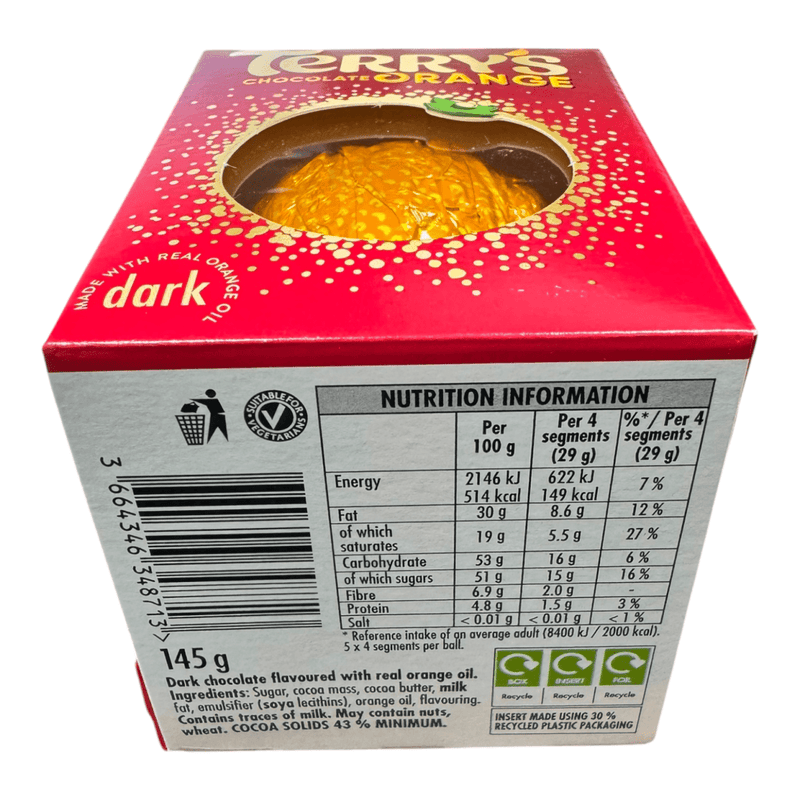 TERRY'S
CHOCOLATE ORANGE
MADE WITH REAL ORANGE OIL
dark
SUITABLE FOR VEGETARIANS
NUTRITION INFORMATION
Per 100 g Per 4 segments (29 g) %*/ Per 4 segments (29 g)
Energy 2146 kJ 514 kcal 622 kJ 149 kcal 7 %
Fat 30 g 8.6 g 12 %
of which saturates 19 g 5.5 g 27 %
Carbohydrate 53 g 16 g 6 %
of which sugars 51 g 15 g 16 %
Fibre 6.9 g 2.0 g -
Protein 4.8 g 1.5 g 3 %
Salt < 0.01 g < 0.01 g < 1 %
* Reference intake of an average adult (8400 kJ / 2000 kcal).
5 x 4 segments per ball.
3 664346 348713 >
145 g
Dark chocolate flavoured with real orange oil.
Ingredients: Sugar, cocoa mass, cocoa butter, milk
fat, emulsifier (soya lecithins), orange oil, flavouring.
Contains traces of milk. May contain nuts,
wheat. COCOA SOLIDS 43 % MINIMUM.
BOX INSERT FOIL
Recycle Recycle Recycle
INSERT MADE USING 30 %
RECYCLED PLASTIC PACKAGING